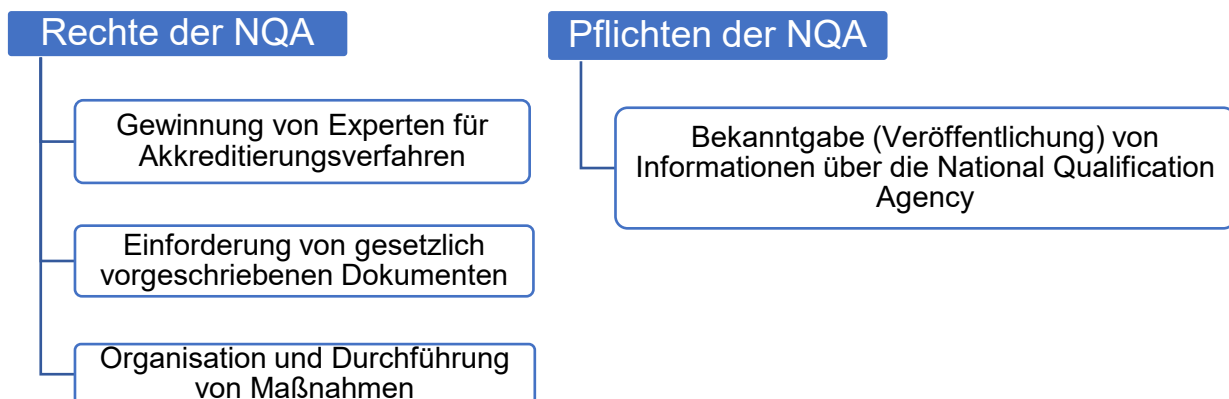 Rechte der NQA
Gewinnung von Experten für
Akkreditierungsverfahren
Einforderung von gesetzlich
vorgeschriebenen Dokumenten
Organisation und Durchführung
von Maßnahmen
Pflichten der NQA
Bekanntgabe (Veröffentlichung) von
Informationen über die National Qualification
Agency